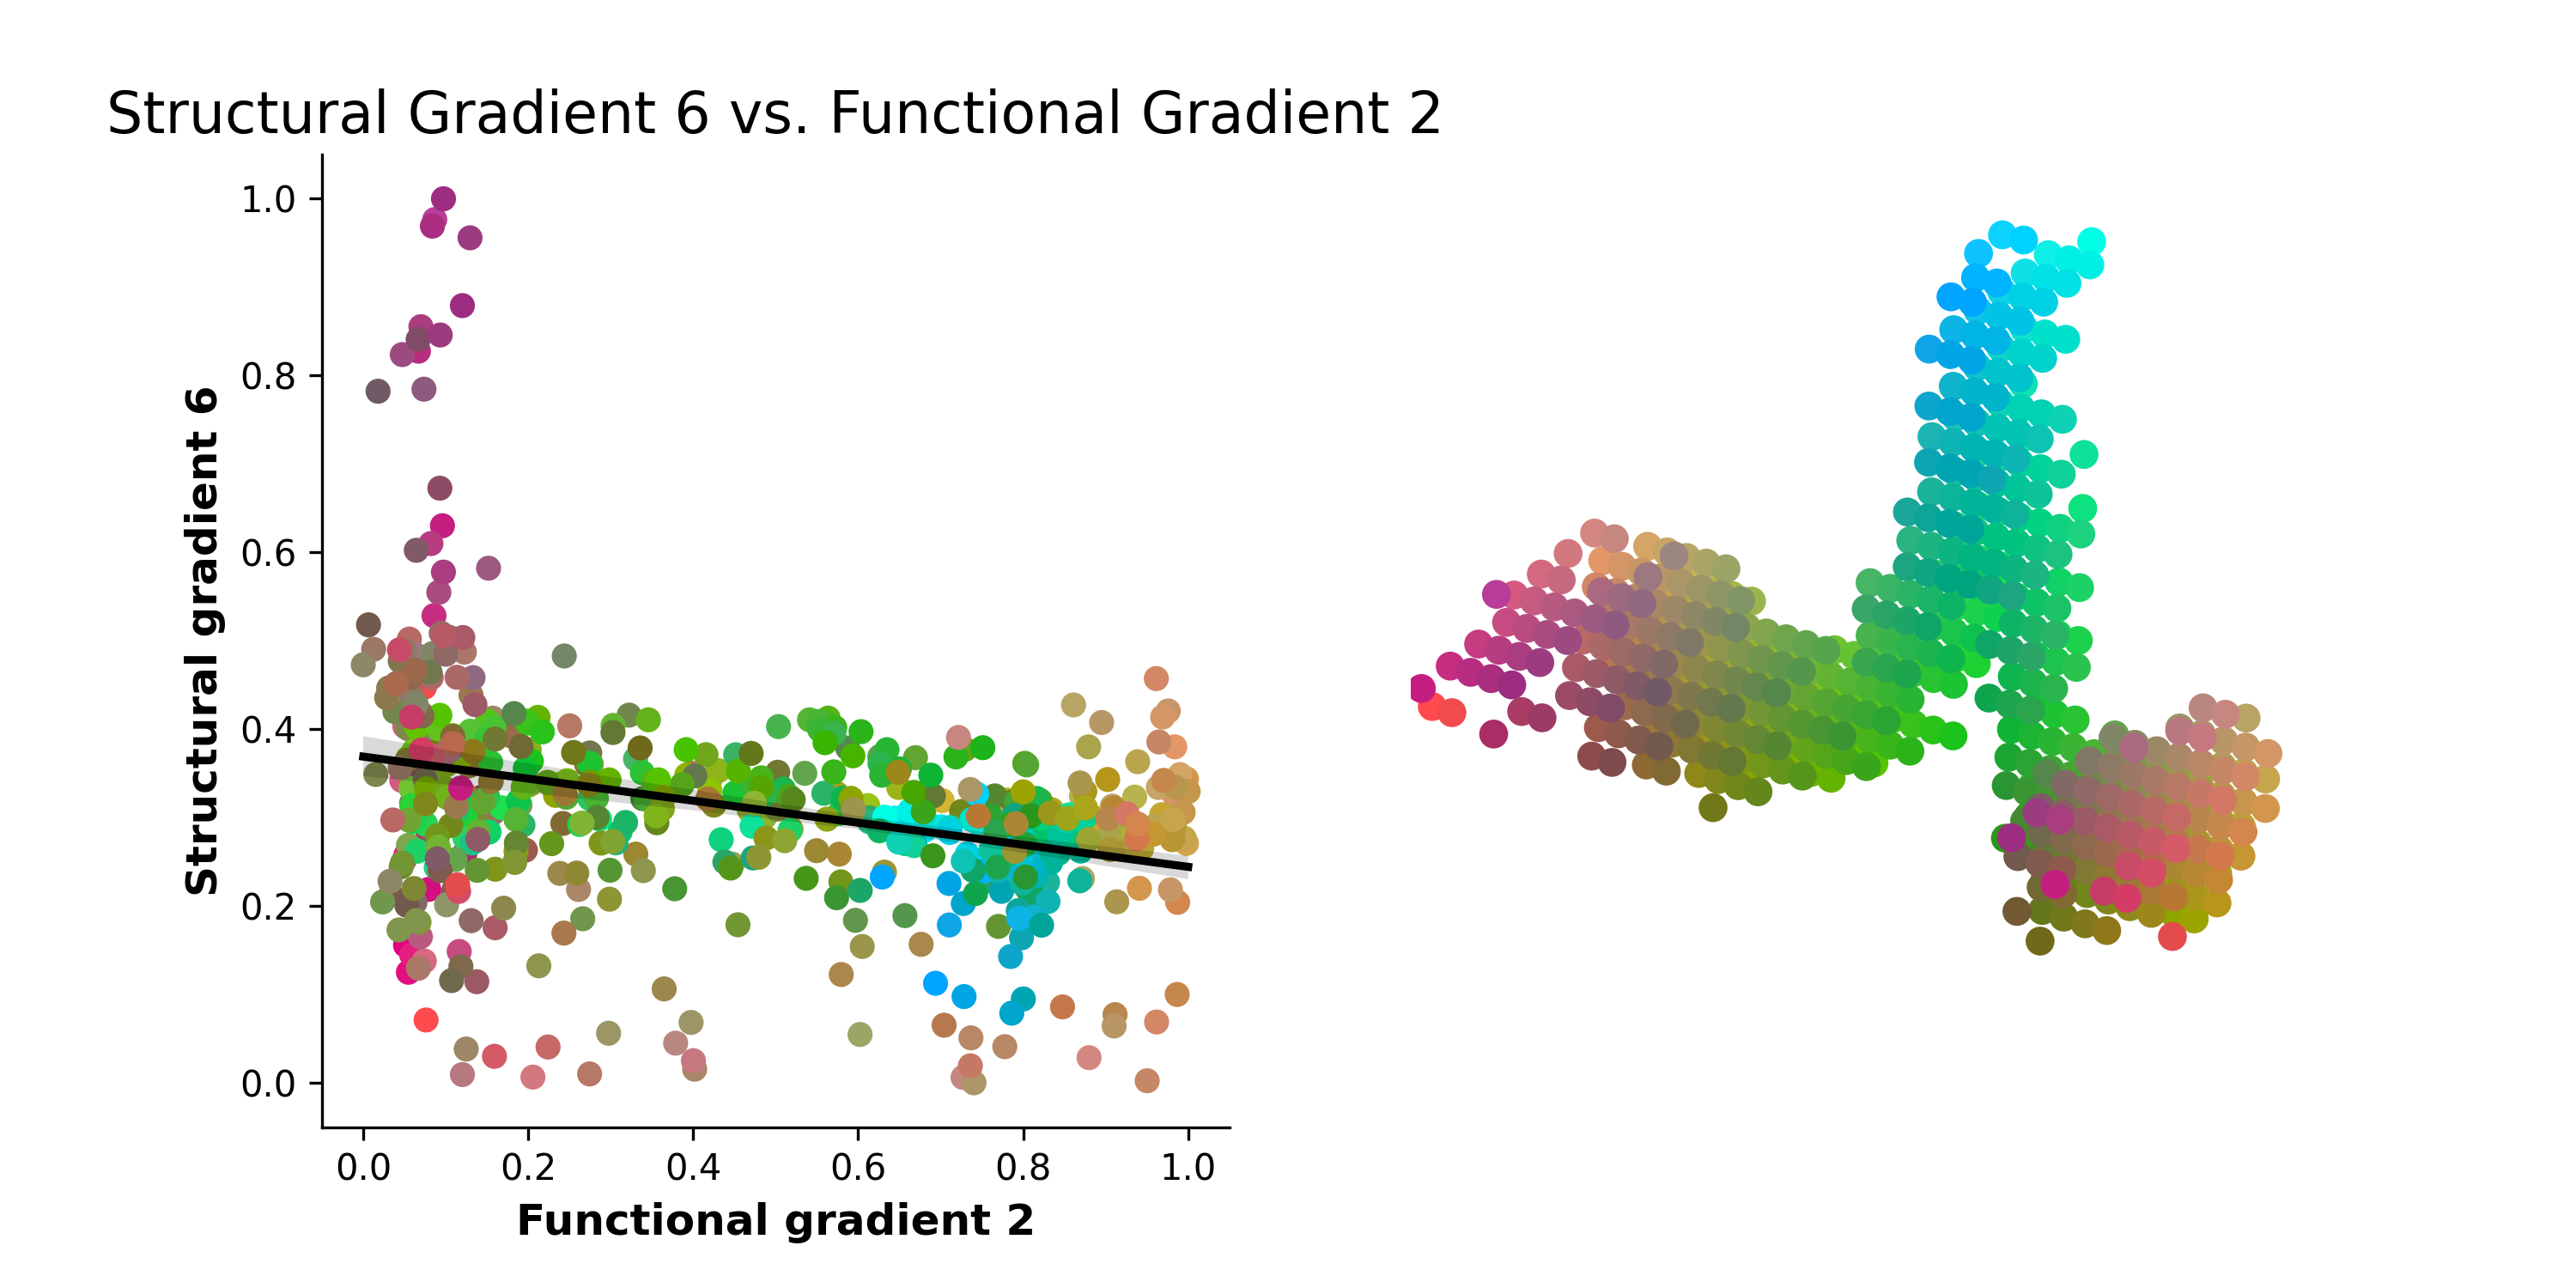 Structural Gradient 6 vs. Functional Gradient 2
1.0
0.8
0.6
0.4
0.2
0.0
Structural gradient 6
0.0 0.2 0.4 0.6 0.8 1.0
Functional gradient 2